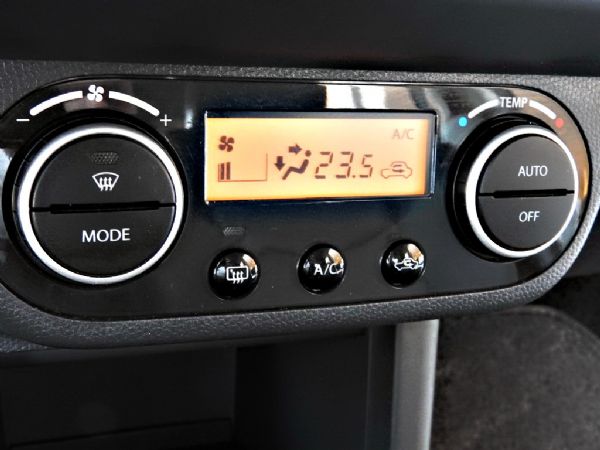 TEMP
- +
A/C
23.5
AUTO
OFF
MODE
A/C